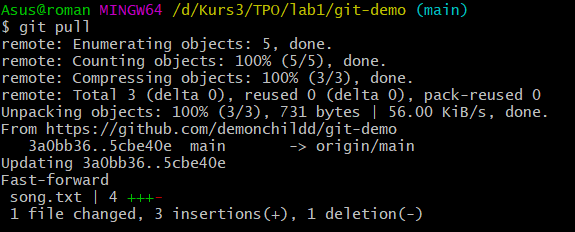 Asus@roman MINGW64 /d/Kurs3/TPO/lab1/git-demo (main)
$ git pull
remote: Enumerating objects: 5, done.
remote: Counting objects: 100% (5/5), done.
remote: Compressing objects: 100% (3/3), done.
remote: Total 3 (delta 0), reused 0 (delta 0), pack-reused 0
Unpacking objects: 100% (3/3), 731 bytes | 56.00 KiB/s, done.
From https://github.com/demonchildd/git-demo
   3a0bb36..5cbe40e  main       -> origin/main
Updating 3a0bb36..5cbe40e
Fast-forward
 song.txt | 4 +++-
 1 file changed, 3 insertions(+), 1 deletion(-)